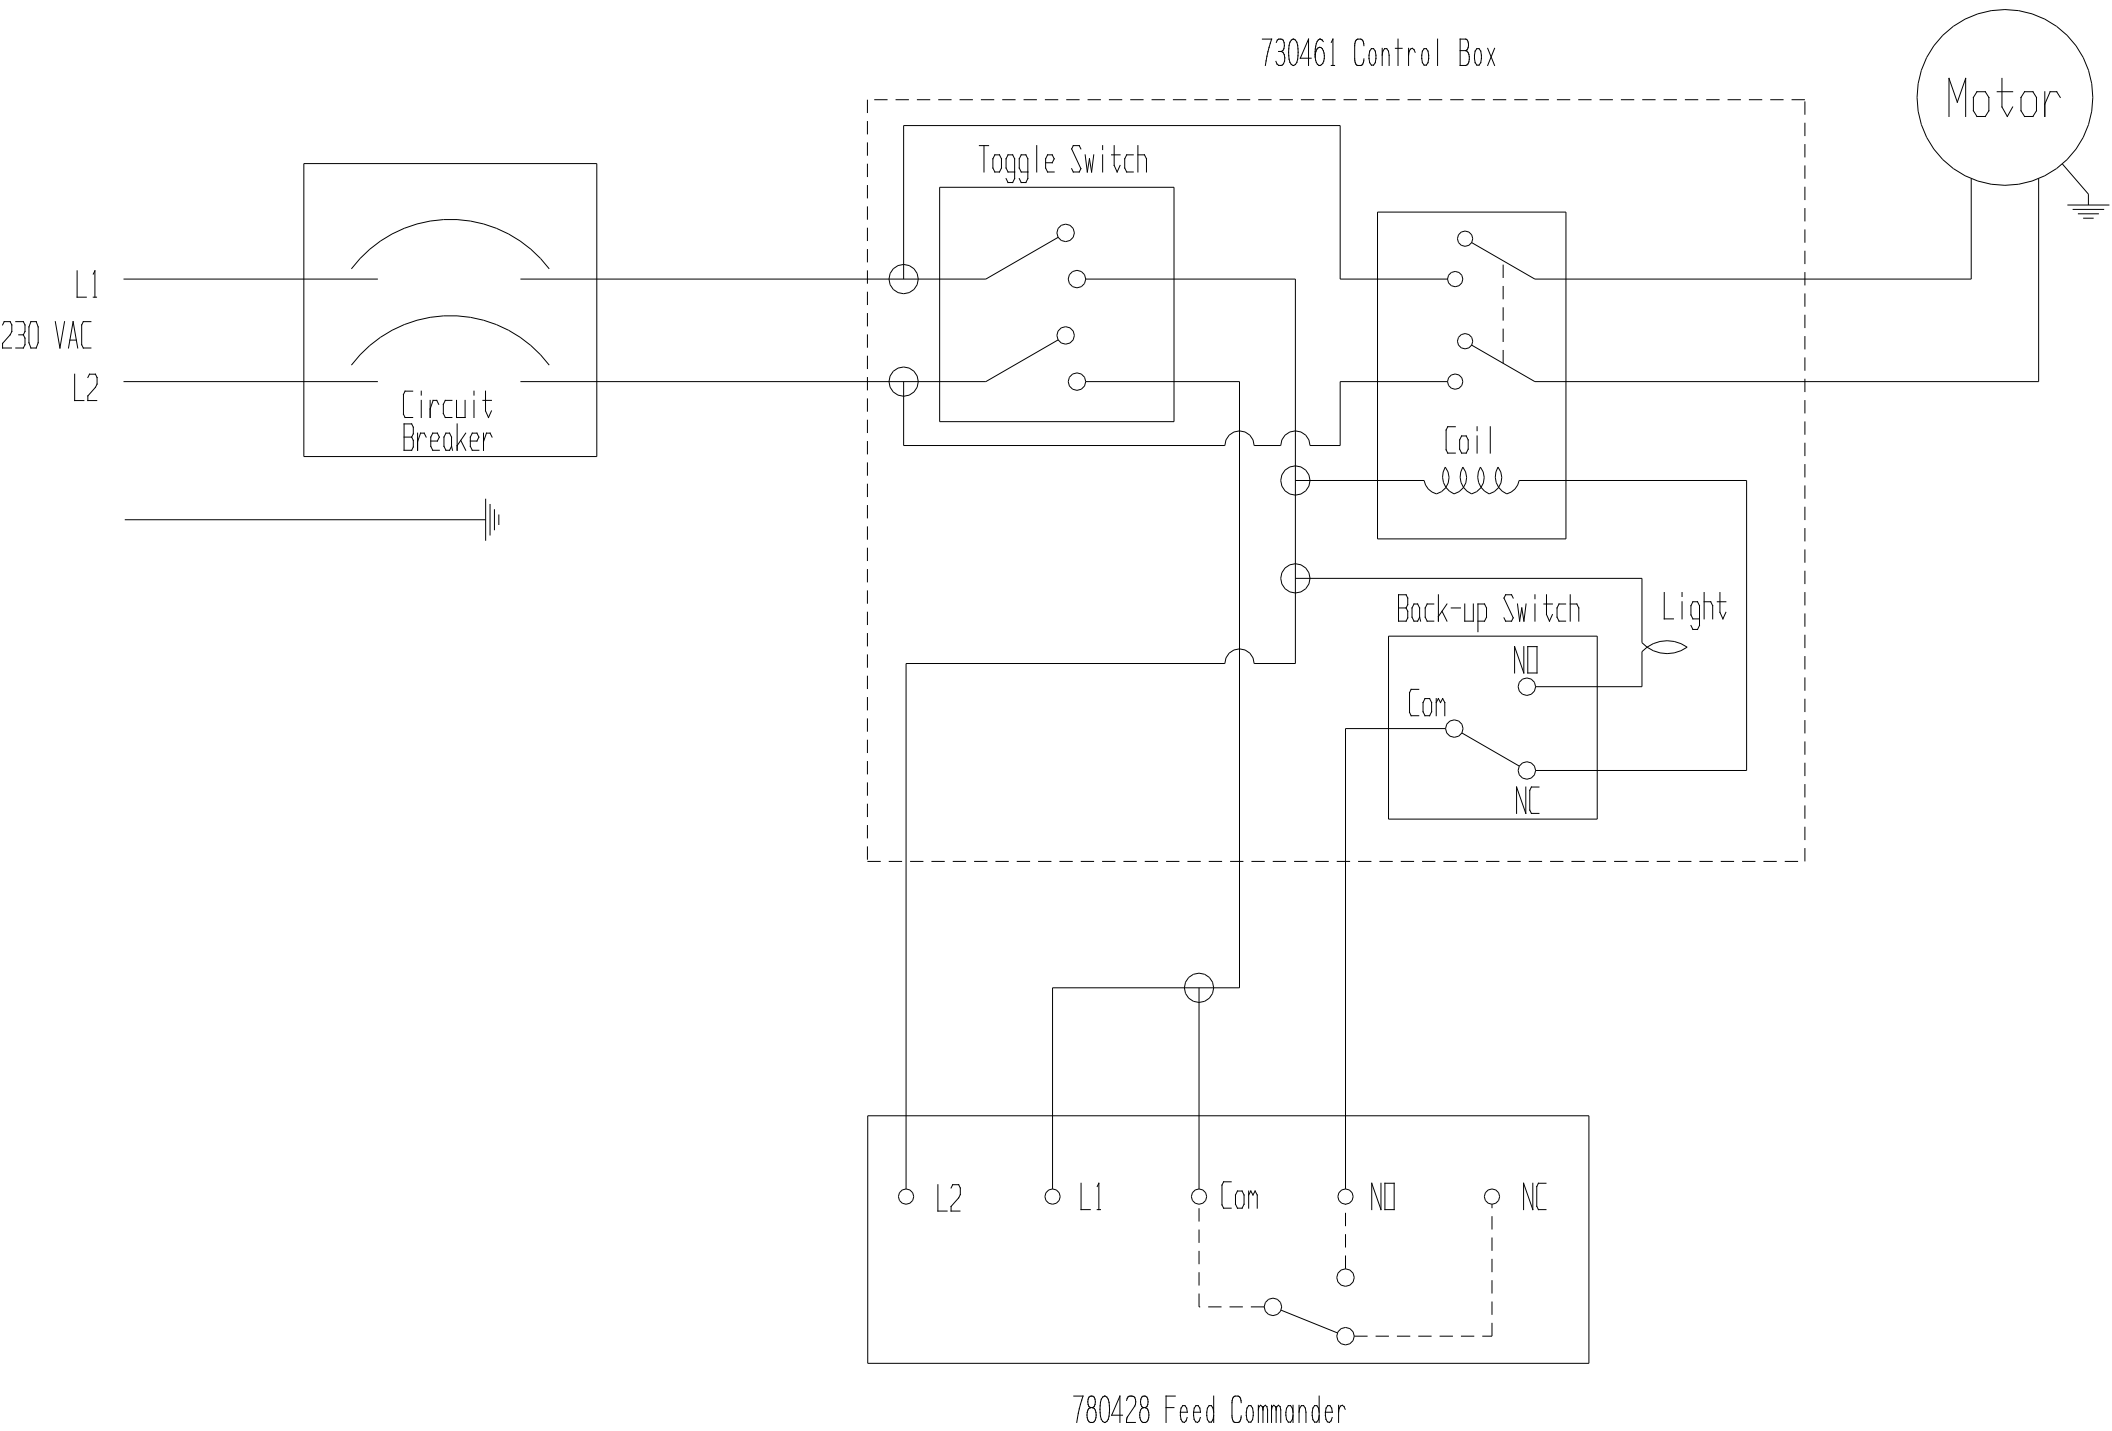 730461 Control Box
Motor
Toggle Switch
L1
230 VAC
L2
Circuit
Breaker
Coil
Back-up Switch
Light
NO
Com
NC
L2
L1
Com
NO
NC
780428 Feed Commander